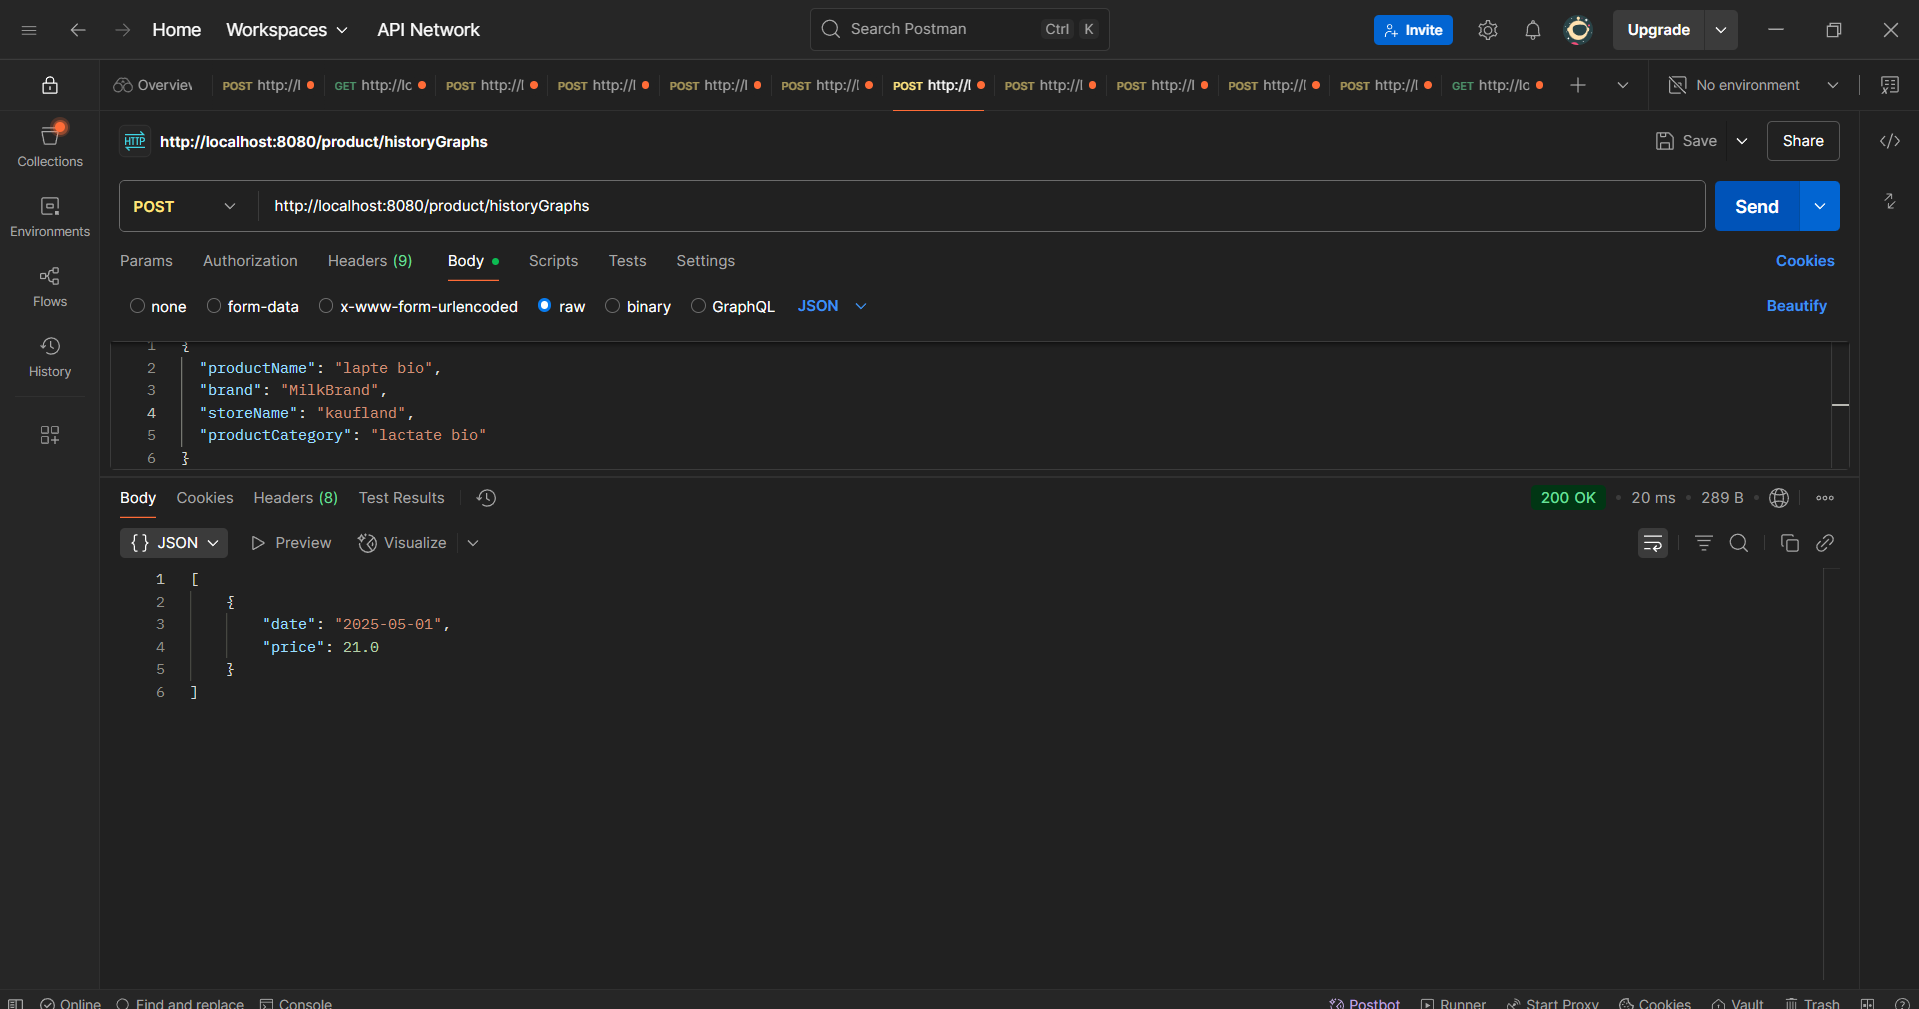 Home Workspaces API Network Search Postman Ctrl K Invite Upgrade
Overview POST http://l GET http://lo POST http://l POST http://l POST http://l POST http://l POST http://l POST http://l POST http://l POST http://l POST http://l GET http://lo No environment
Collections
Environments
Flows
History
HTTP http://localhost:8080/product/historyGraphs Save Share
POST http://localhost:8080/product/historyGraphs Send
Params Authorization Headers (9) Body Scripts Tests Settings Cookies
none form-data x-www-form-urlencoded raw binary GraphQL JSON Beautify
1 {
2 "productName": "lapte bio",
3 "brand": "MilkBrand",
4 "storeName": "kaufland",
5 "productCategory": "lactate bio"
6 }
Body Cookies Headers (8) Test Results 200 OK • 20 ms • 289 B •
{} JSON Preview Visualize
1 [
2 {
3 "date": "2025-05-01",
4 "price": 21.0
5 }
6 ]
Online Find and replace Console Postbot Runner Start Proxy Cookies Vault Trash